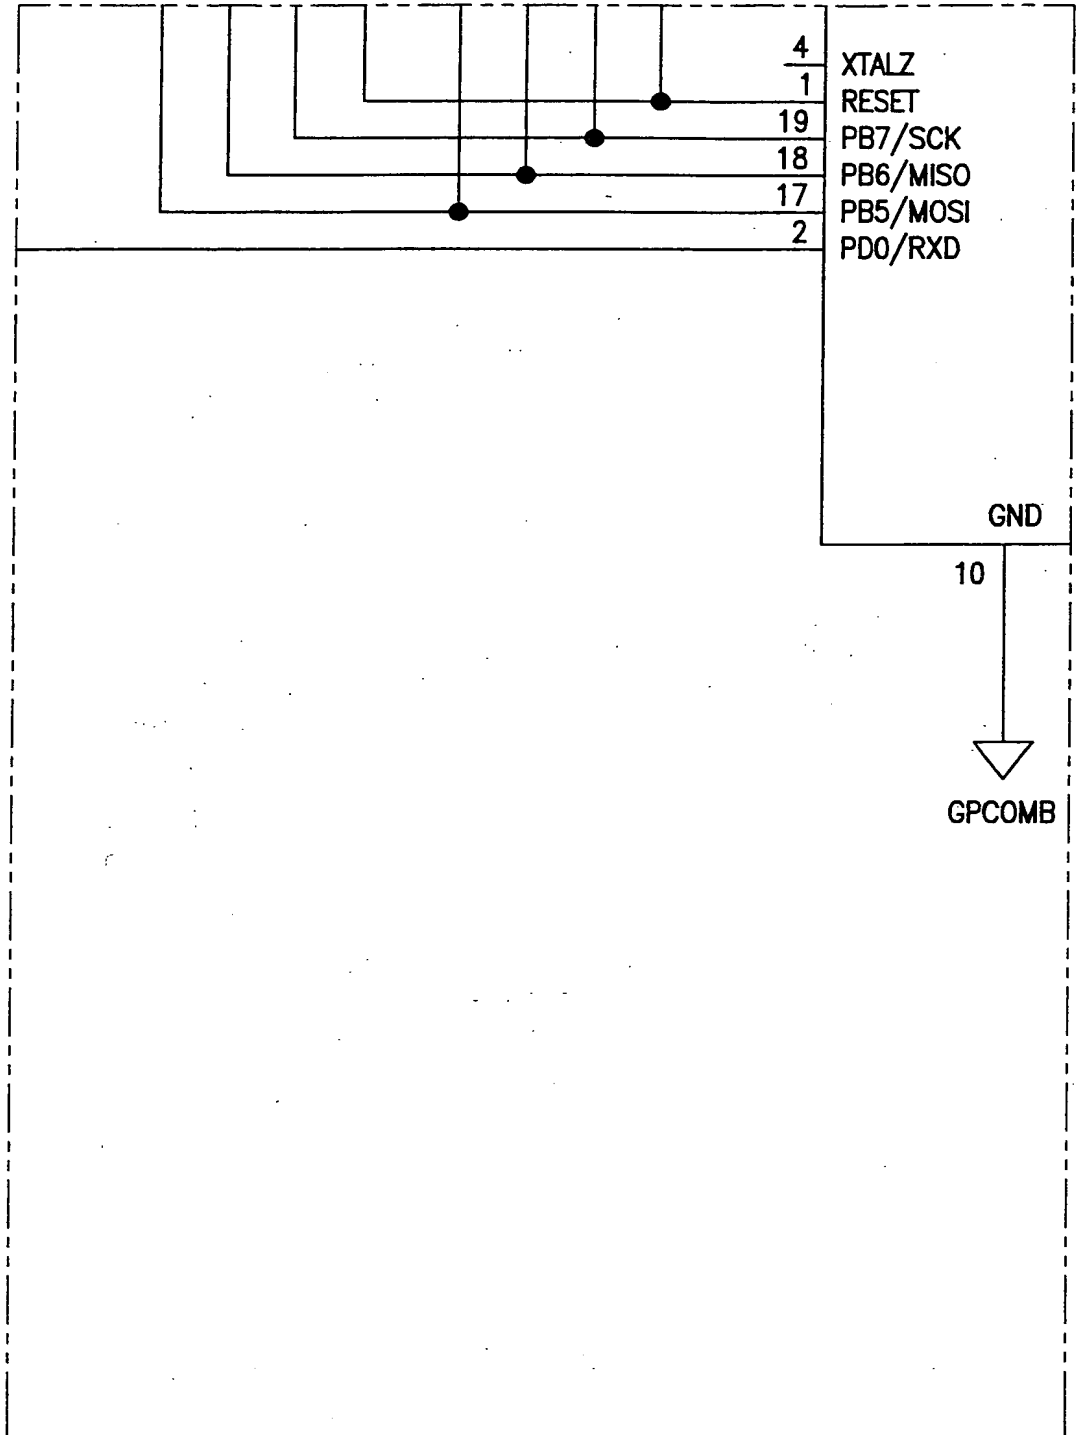 4 XTALZ
1 RESET
19 PB7/SCK
18 PB6/MISO
17 PB5/MOSI
2 PD0/RXD
GND
10
GPCOMB